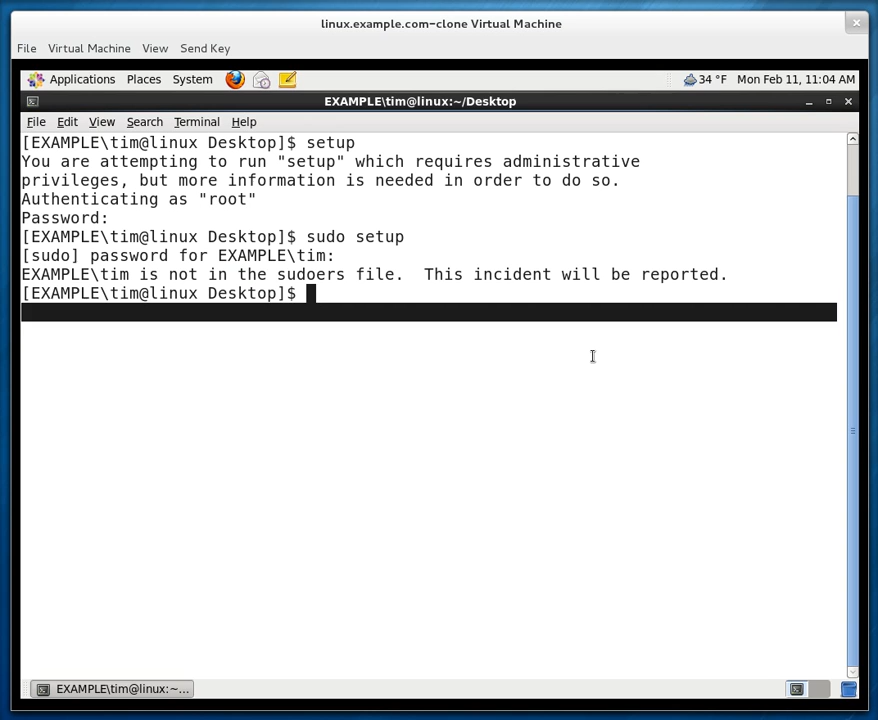 linux.example.com-clone Virtual Machine
File Virtual Machine View Send Key
Applications Places System 34 °F Mon Feb 11, 11:04 AM
EXAMPLE\tim@linux:~/Desktop
File Edit View Search Terminal Help
[EXAMPLE\tim@linux Desktop]$ setup
You are attempting to run "setup" which requires administrative
privileges, but more information is needed in order to do so.
Authenticating as "root"
Password:
[EXAMPLE\tim@linux Desktop]$ sudo setup
[sudo] password for EXAMPLE\tim:
EXAMPLE\tim is not in the sudoers file.  This incident will be reported.
[EXAMPLE\tim@linux Desktop]$
EXAMPLE\tim@linux:~...